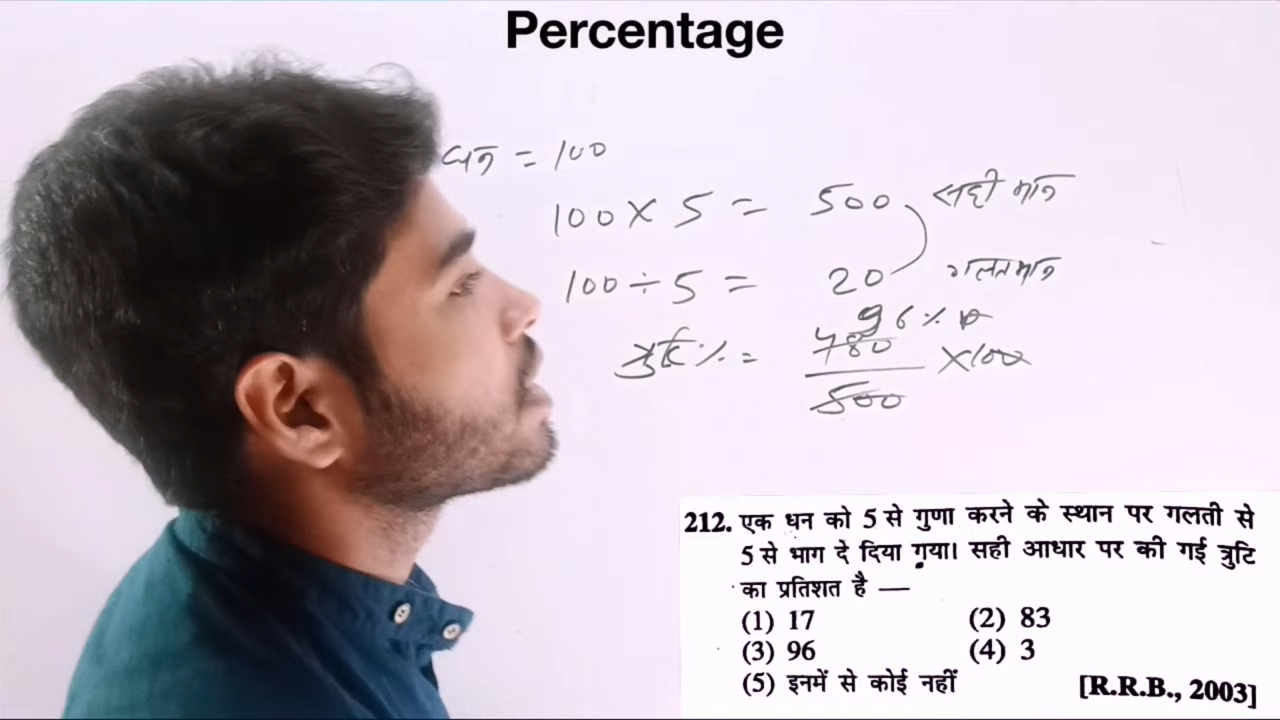 Percentage
धन = 100
100 × 5 = 500 सही मान
100 ÷ 5 = 20 गलत मान
96%
त्रुटि % = 480/500 × 100
212. एक धन को 5 से गुणा करने के स्थान पर गलती से
5 से भाग दे दिया गया। सही आधार पर की गई त्रुटि
का प्रतिशत है —
(1) 17 (2) 83
(3) 96 (4) 3
(5) इनमें से कोई नहीं [R.R.B., 2003]